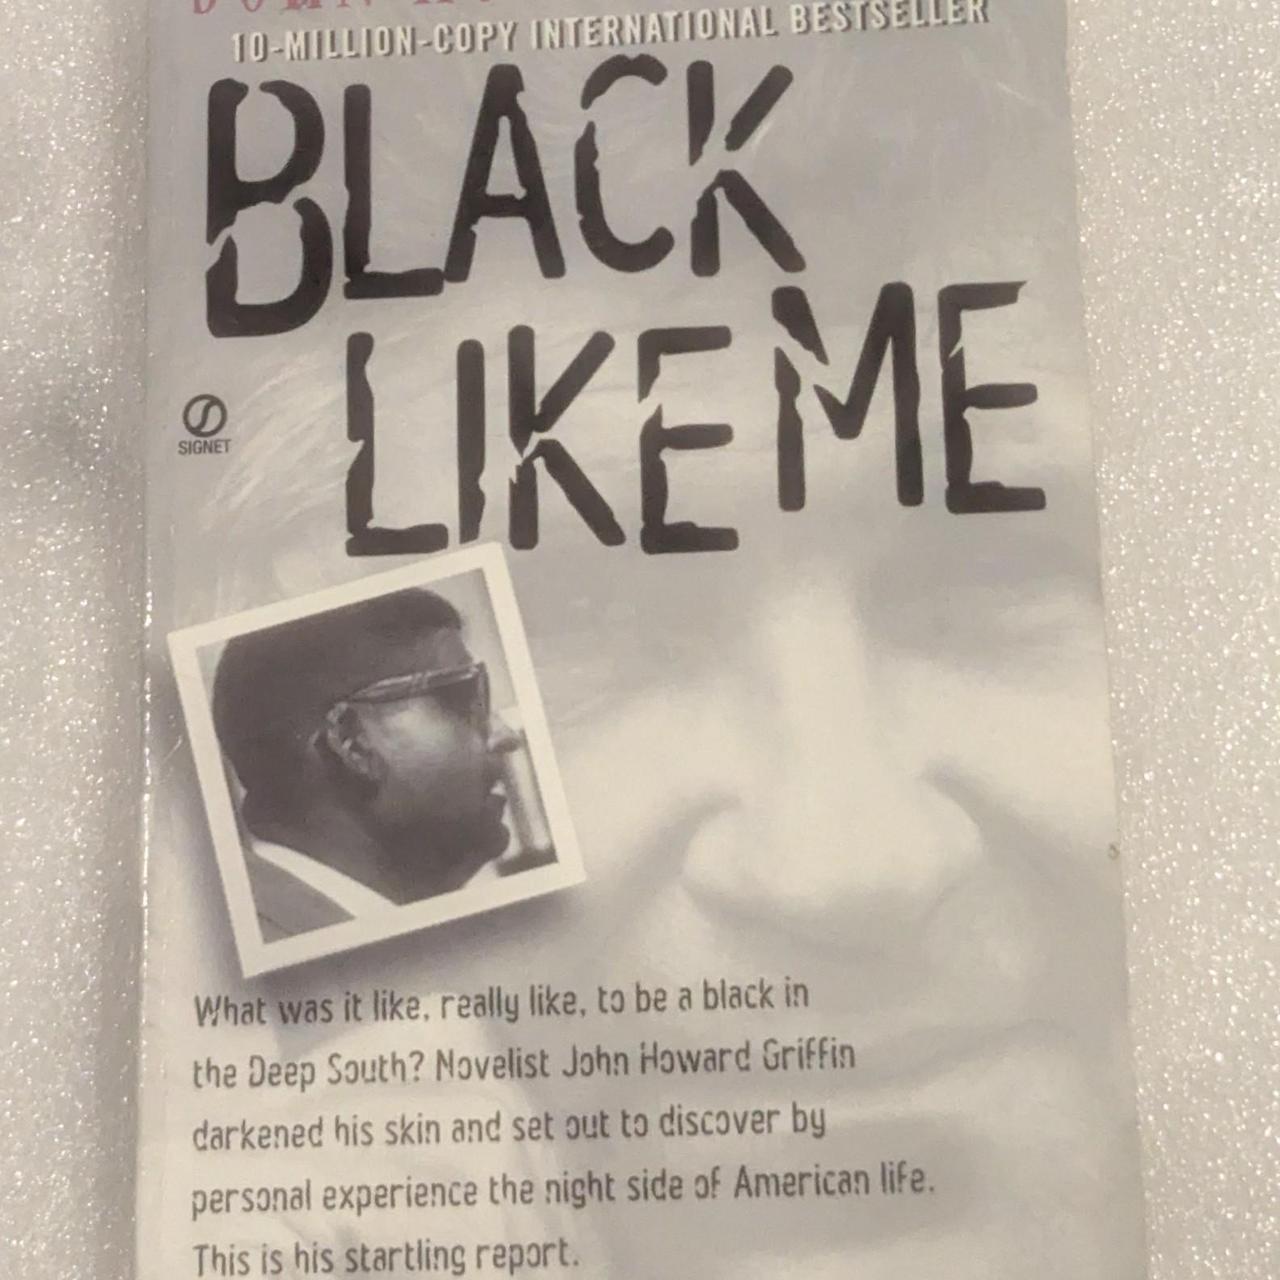 10-MILLION-COPY INTERNATIONAL BESTSELLER
BLACK
LIKE ME
SIGNET
What was it like, really like, to be a black in
the Deep South? Novelist John Howard Griffin
darkened his skin and set out to discover by
personal experience the night side of American life.
This is his startling report.